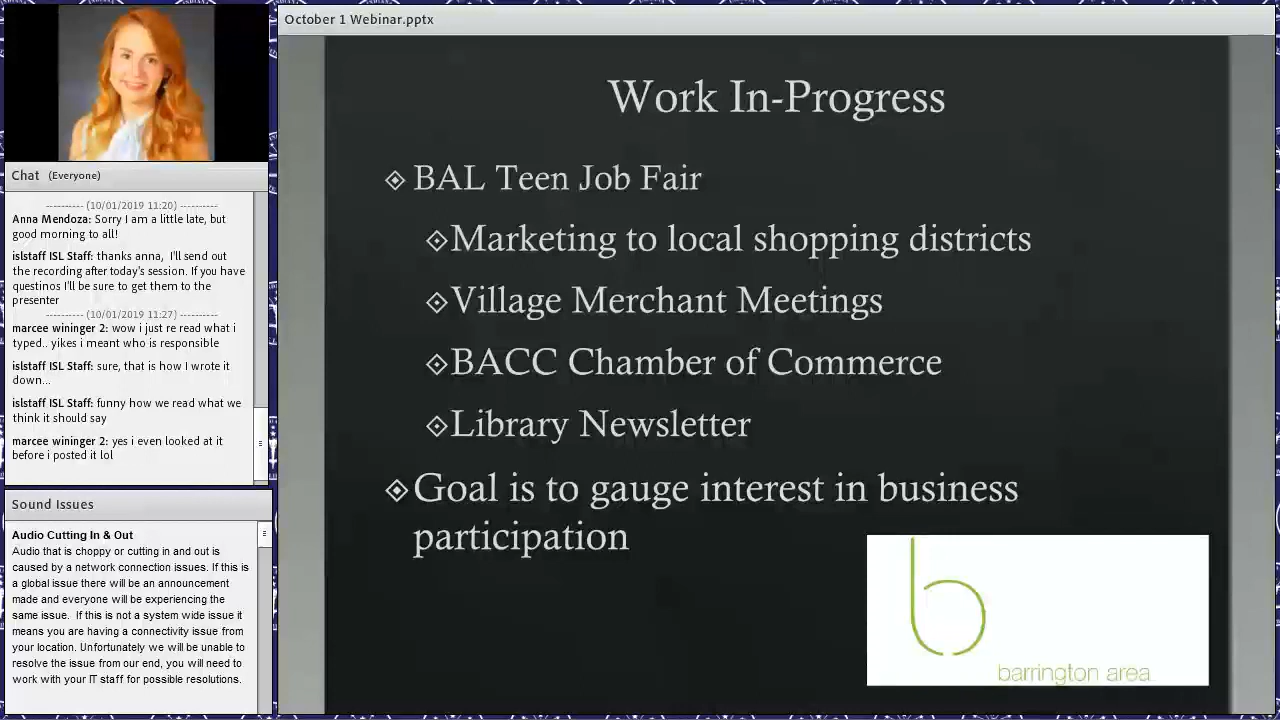 October 1 Webinar.pptx
Chat (Everyone)
---------- (10/01/2019 11:20) ----------
Anna Mendoza: Sorry I am a little late, but
good morning to all!
islstaff ISL Staff: thanks anna, I'll send out
the recording after today's session. If you have
questinos I'll be sure to get them to the
presenter
---------- (10/01/2019 11:27) ----------
marcee wininger 2: wow i just re read what i
typed.. yikes i meant who is responsible
islstaff ISL Staff: sure, that is how I wrote it
down...
islstaff ISL Staff: funny how we read what we
think it should say
marcee wininger 2: yes i even looked at it
before i posted it lol
Sound Issues
Audio Cutting In & Out
Audio that is choppy or cutting in and out is
caused by a network connection issues. If this is
a global issue there will be an announcement
made and everyone will be experiencing the
same issue. If this is not a system wide issue it
means you are having a connectivity issue from
your location. Unfortunately we will be unable to
resolve the issue from our end, you will need to
work with your IT staff for possible resolutions.
Work In-Progress
BAL Teen Job Fair
Marketing to local shopping districts
Village Merchant Meetings
BACC Chamber of Commerce
Library Newsletter
Goal is to gauge interest in business
participation
b
barrington area